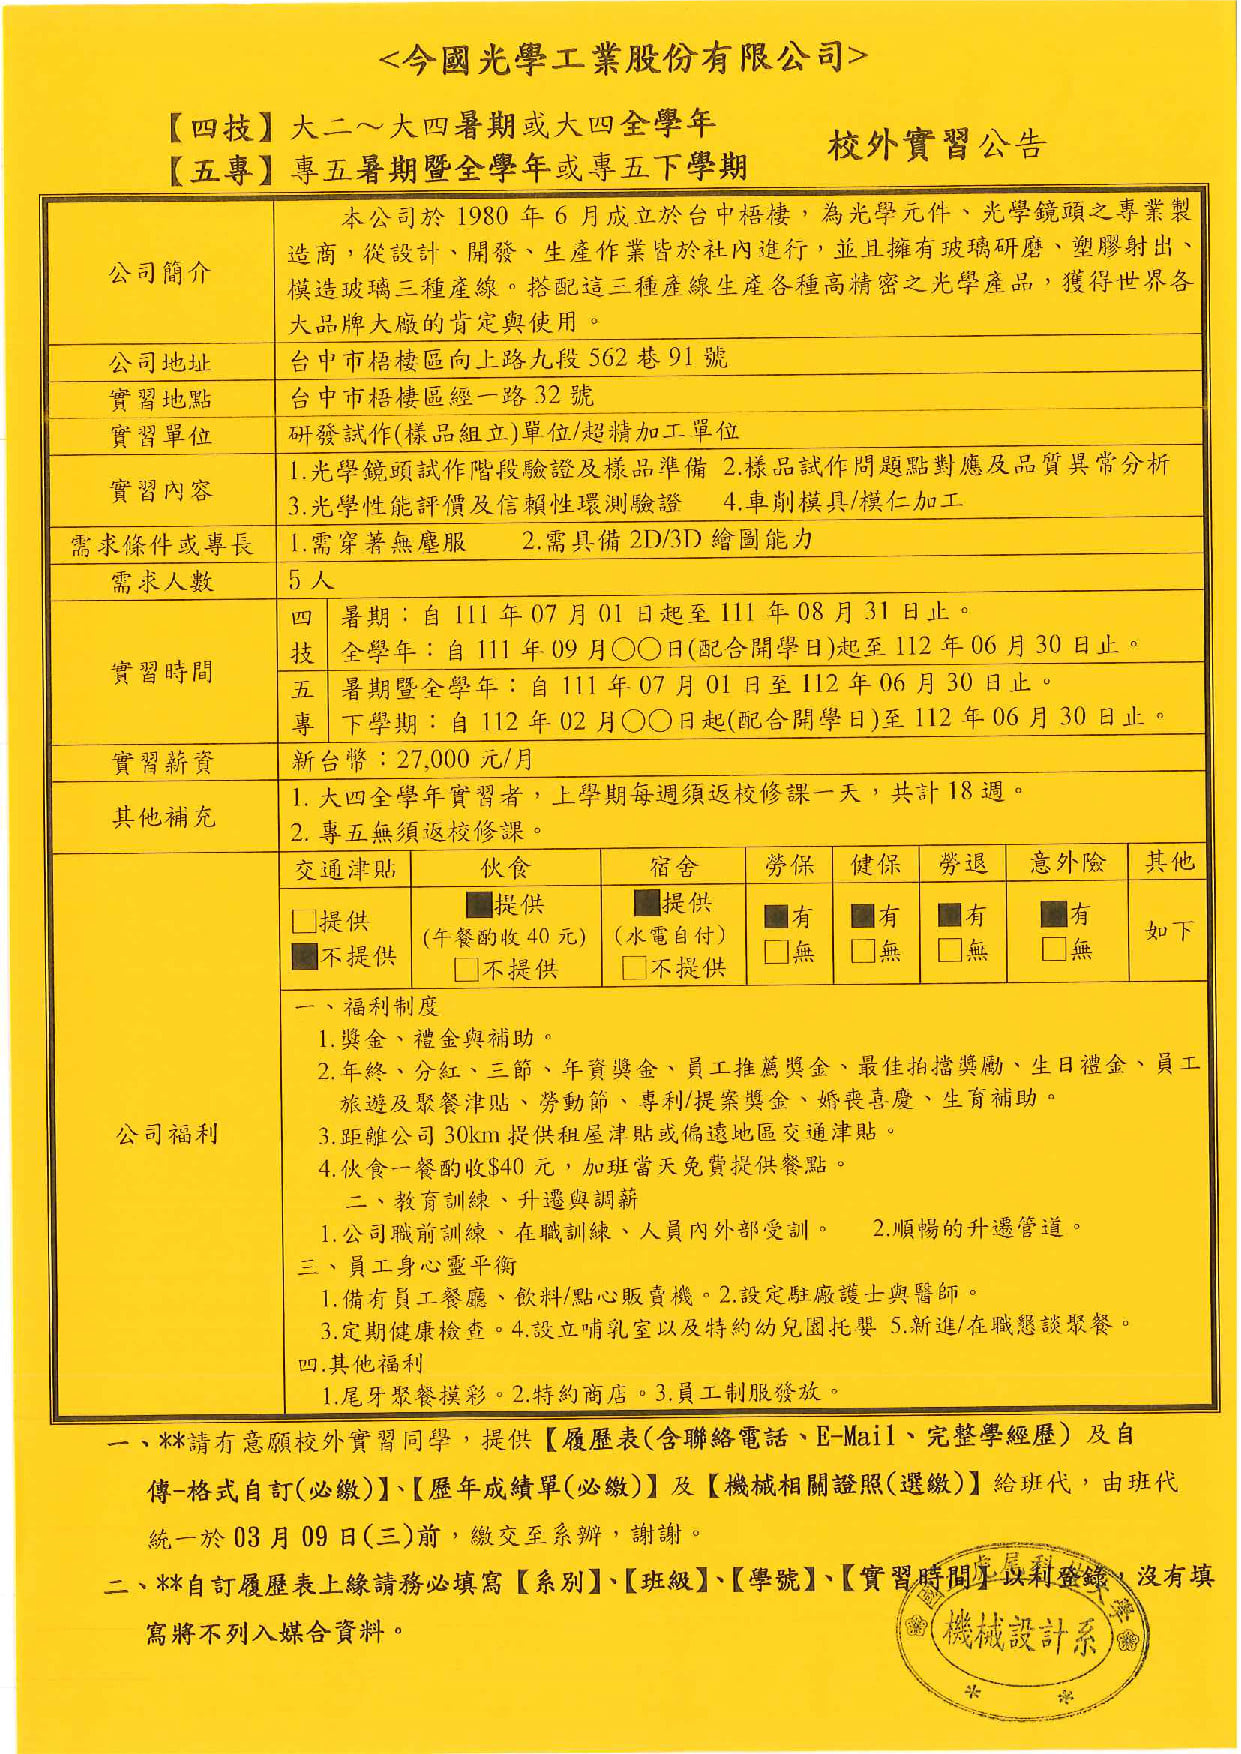 <今國光學工業股份有限公司>
【四技】大二～大四暑期或大四全學年
【五專】專五暑期暨全學年或專五下學期
校外實習公告
公司簡介
本公司於 1980 年 6 月成立於台中梧棲，為光學元件、光學鏡頭之專業製
造商，從設計、開發、生產作業皆於社內進行，並且擁有玻璃研磨、塑膠射出、
模造玻璃三種產線。搭配這三種產線生產各種高精密之光學產品，獲得世界各
大品牌大廠的肯定與使用。
公司地址 台中市梧棲區向上路九段 562 巷 91 號
實習地點 台中市梧棲區經一路 32 號
實習單位 研發試作(樣品組立)單位/超精加工單位
實習內容
1.光學鏡頭試作階段驗證及樣品準備 2.樣品試作問題點對應及品質異常分析
3.光學性能評價及信賴性環測驗證 4.車削模具/模仁加工
需求條件或專長 1.需穿著無塵服 2.需具備 2D/3D 繪圖能力
需求人數 5 人
實習時間
四技
暑期：自 111 年 07 月 01 日起至 111 年 08 月 31 日止。
全學年：自 111 年 09 月○○日(配合開學日)起至 112 年 06 月 30 日止。
五專
暑期暨全學年：自 111 年 07 月 01 日至 112 年 06 月 30 日止。
下學期：自 112 年 02 月○○日起(配合開學日)至 112 年 06 月 30 日止。
實習薪資 新台幣：27,000 元/月
其他補充
1. 大四全學年實習者，上學期每週須返校修課一天，共計 18 週。
2. 專五無須返校修課。
公司福利
交通津貼 伙食 宿舍 勞保 健保 勞退 意外險 其他
□提供 ■提供 ■提供 ■有 ■有 ■有 ■有 如下
(午餐酌收 40 元) (水電自付)
■不提供 □不提供 □不提供 □無 □無 □無 □無
一、福利制度
1.獎金、禮金與補助。
2.年終、分紅、三節、年資獎金、員工推薦獎金、最佳拍擋獎勵、生日禮金、員工
旅遊及聚餐津貼、勞動節、專利/提案獎金、婚喪喜慶、生育補助。
3.距離公司 30km 提供租屋津貼或偏遠地區交通津貼。
4.伙食一餐酌收$40 元，加班當天免費提供餐點。
二、教育訓練、升遷與調薪
1.公司職前訓練、在職訓練、人員內外部受訓。 2.順暢的升遷管道。
三、員工身心靈平衡
1.備有員工餐廳、飲料/點心販賣機。2.設定駐廠護士與醫師。
3.定期健康檢查。4.設立哺乳室以及特約幼兒園托嬰 5.新進/在職懇談聚餐。
四.其他福利
1.尾牙聚餐摸彩。2.特約商店。3.員工制服發放。
一、**請有意願校外實習同學，提供【履歷表(含聯絡電話、E-Mail、完整學經歷) 及自
傳-格式自訂(必繳)】、【歷年成績單(必繳)】及【機械相關證照(選繳)】給班代，由班代
統一於 03 月 09 日(三)前，繳交至系辦，謝謝。
二、**自訂履歷表上緣請務必填寫【系別】、【班級】、【學號】、【實習時間】以利登錄，沒有填
寫將不列入媒合資料。
機械設計系